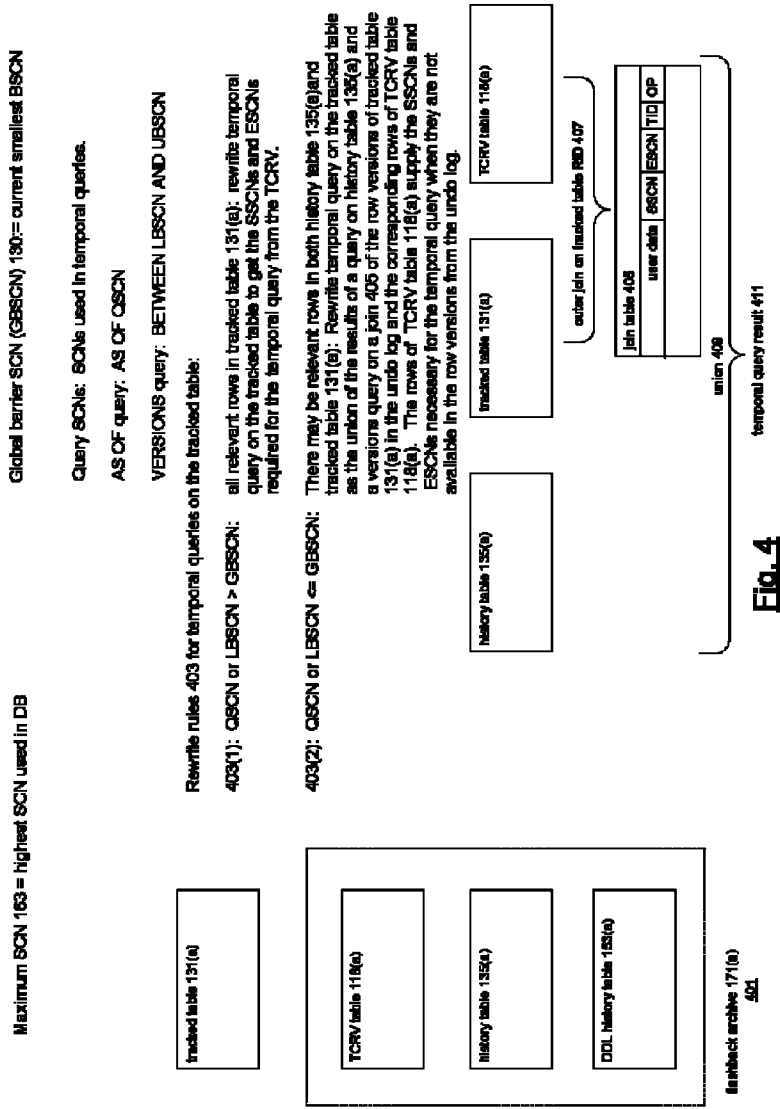 Maximum SCN 163 = highest SCN used in DB
Global barrier SCN (GBSCN) 130:= current smallest BSCN
Query SCNs: SCNs used in temporal queries.
AS OF query: AS OF QSCN
VERSIONS query: BETWEEN LBSCN AND UBSCN
Rewrite rules 403 for temporal queries on the tracked table:
403(1): QSCN or LBSCN > GBSCN:
all relevant rows in tracked table 131(a): rewrite temporal
query on the tracked table to get the SSCNs and ESCNs
required for the temporal query from the TCRV.
403(2): QSCN or LBSCN <= GBSCN:
There may be relevant rows in both history table 135(a)and
tracked table 131(a): Rewrite temporal query on the tracked table
as the union of the results of a query on history table 135(a) and
a versions query on a join 405 of the row versions of tracked table
131(a) in the undo log and the corresponding rows of TCRV table
118(a). The rows of TCRV table 118(a) supply the SSCNs and
ESCNs necessary for the temporal query when they are not
available in the row versions from the undo log.
tracked table 131(a)
TCRV table 118(a)
history table 135(a)
DDL history table 153(a)
flashback archive 171(a)
401
history table 135(a)
tracked table 131(a)
TCRV table 118(a)
outer join on tracked table RID 407
join table 405
user data SSCN ESCN TID OP
union 409
temporal query result 411
Fig. 4